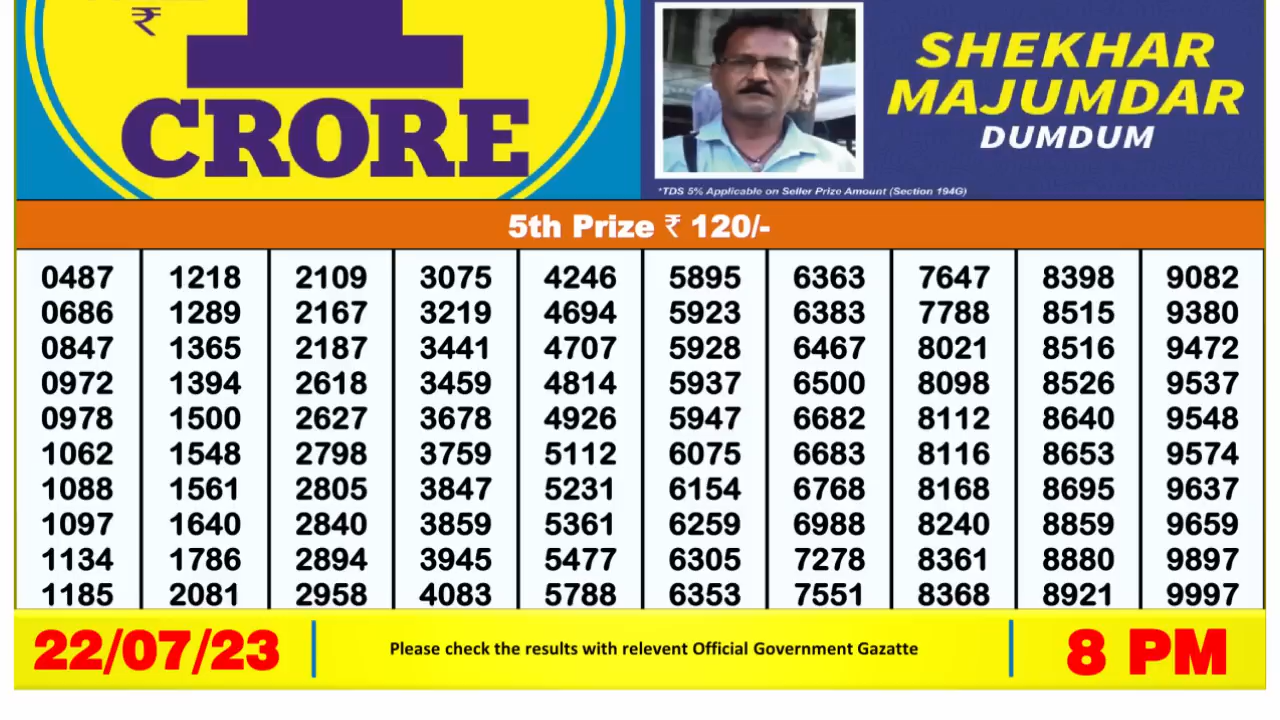 ₹
1
CRORE
SHEKHAR
MAJUMDAR
DUMDUM
*TDS 5% Applicable on Seller Prize Amount (Section 194G)
5th Prize ₹ 120/-
0487 1218 2109 3075 4246 5895 6363 7647 8398 9082
0686 1289 2167 3219 4694 5923 6383 7788 8515 9380
0847 1365 2187 3441 4707 5928 6467 8021 8516 9472
0972 1394 2618 3459 4814 5937 6500 8098 8526 9537
0978 1500 2627 3678 4926 5947 6682 8112 8640 9548
1062 1548 2798 3759 5112 6075 6683 8116 8653 9574
1088 1561 2805 3847 5231 6154 6768 8168 8695 9637
1097 1640 2840 3859 5361 6259 6988 8240 8859 9659
1134 1786 2894 3945 5477 6305 7278 8361 8880 9897
1185 2081 2958 4083 5788 6353 7551 8368 8921 9997
22/07/23
Please check the results with relevent Official Government Gazatte
8 PM